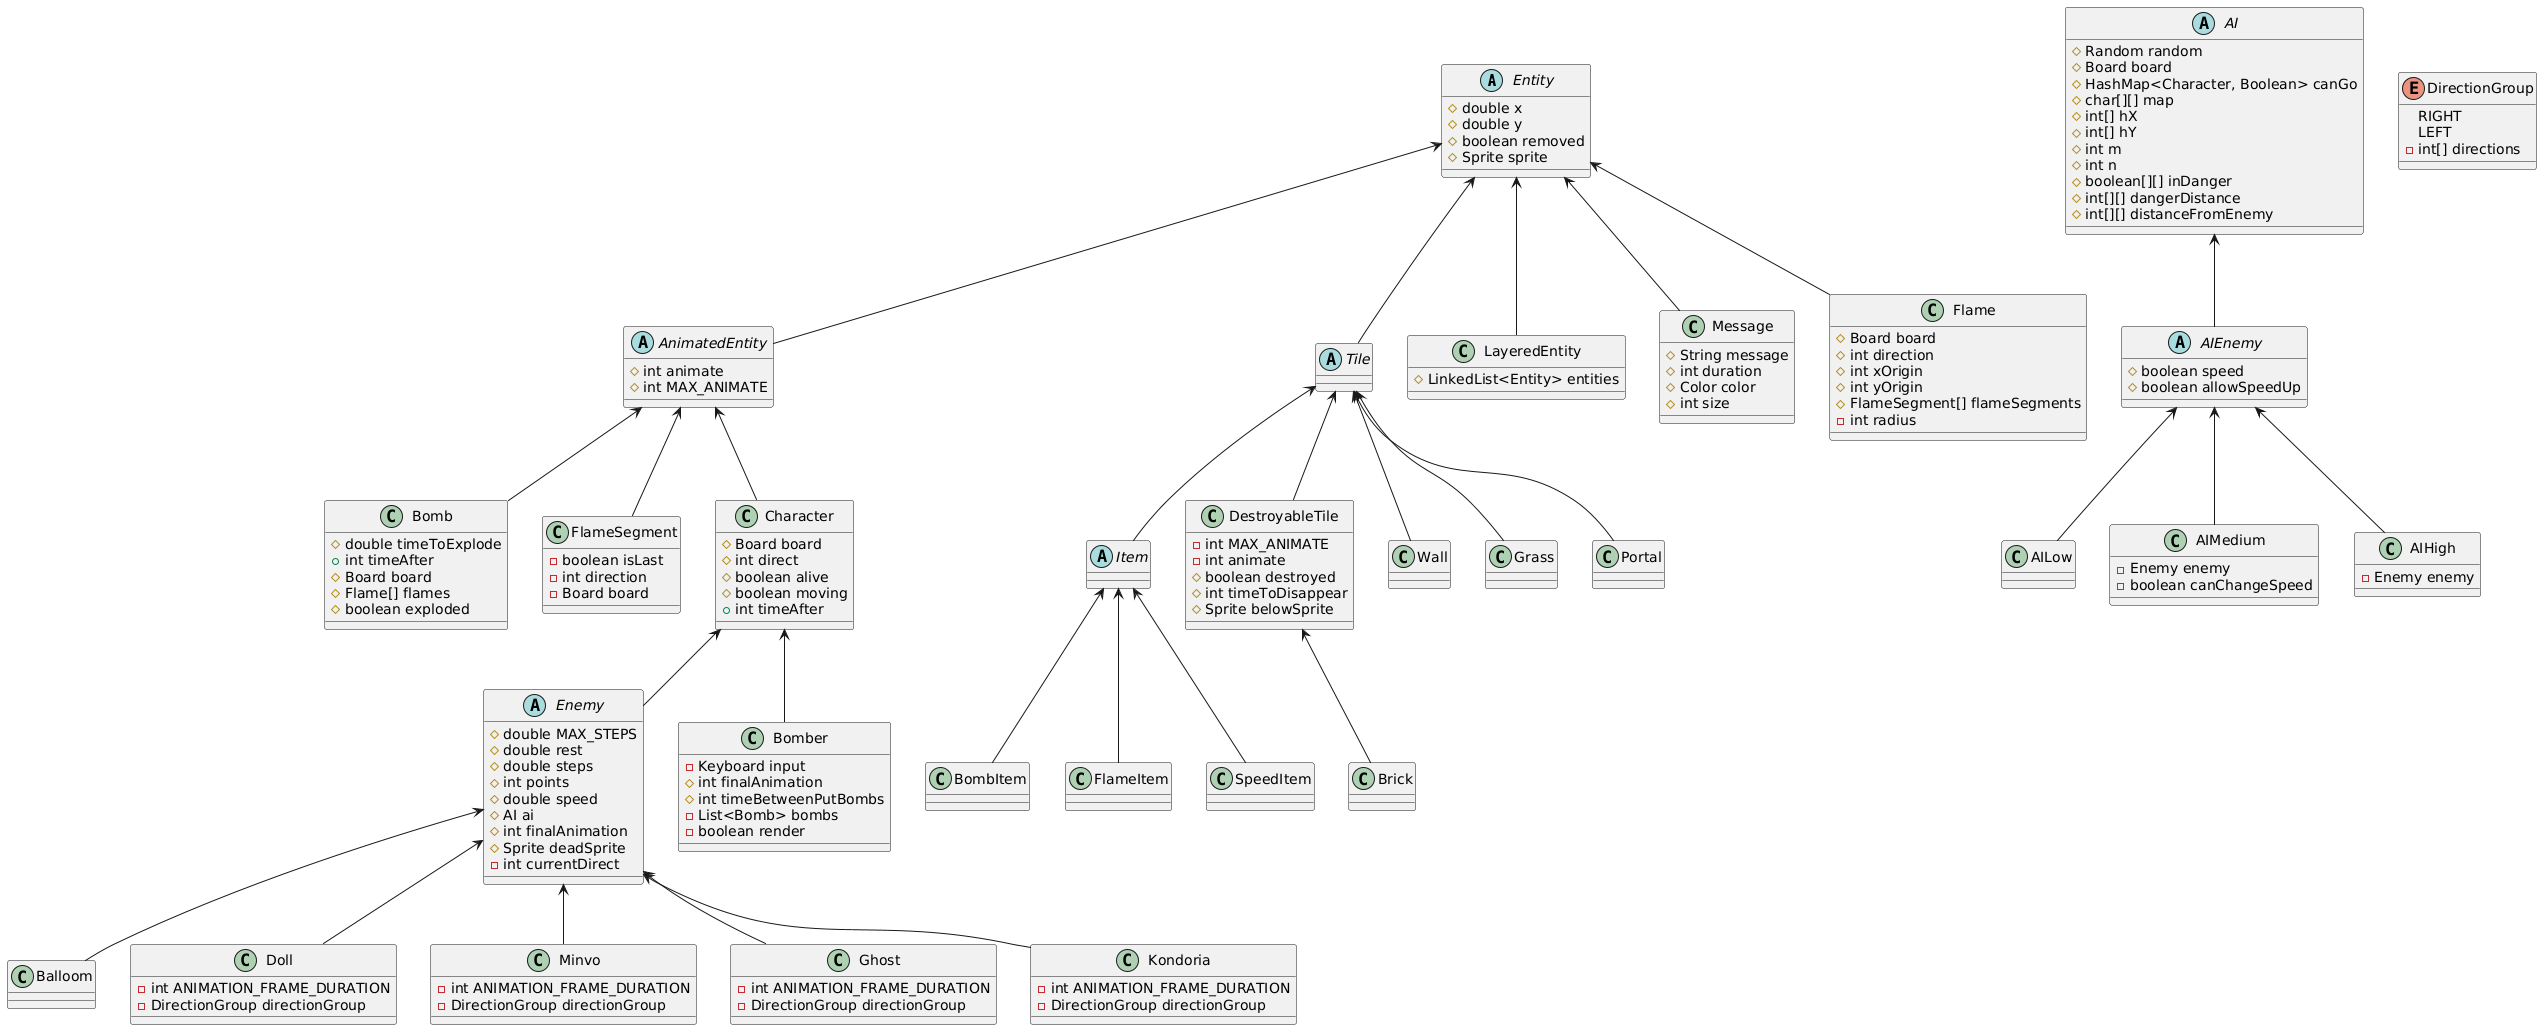 A AI
Random random
Board board
HashMap<Character, Boolean> canGo
char[][] map
int[] hX
int[] hY
int m
int n
boolean[][] inDanger
int[][] dangerDistance
int[][] distanceFromEnemy
A Entity
double x
double y
boolean removed
Sprite sprite
E DirectionGroup
RIGHT
LEFT
int[] directions
A AnimatedEntity
int animate
int MAX_ANIMATE
A Tile
C LayeredEntity
LinkedList<Entity> entities
C Message
String message
int duration
Color color
int size
C Flame
Board board
int direction
int xOrigin
int yOrigin
FlameSegment[] flameSegments
int radius
A AIEnemy
boolean speed
boolean allowSpeedUp
C Bomb
double timeToExplode
int timeAfter
Board board
Flame[] flames
boolean exploded
C FlameSegment
boolean isLast
int direction
Board board
C Character
Board board
int direct
boolean alive
boolean moving
int timeAfter
A Item
C DestroyableTile
int MAX_ANIMATE
int animate
boolean destroyed
int timeToDisappear
Sprite belowSprite
C Wall
C Grass
C Portal
C AILow
C AIMedium
Enemy enemy
boolean canChangeSpeed
C AIHigh
Enemy enemy
A Enemy
double MAX_STEPS
double rest
double steps
int points
double speed
AI ai
int finalAnimation
Sprite deadSprite
int currentDirect
C Bomber
Keyboard input
int finalAnimation
int timeBetweenPutBombs
List<Bomb> bombs
boolean render
C BombItem
C FlameItem
C SpeedItem
C Brick
C Balloom
C Doll
int ANIMATION_FRAME_DURATION
DirectionGroup directionGroup
C Minvo
int ANIMATION_FRAME_DURATION
DirectionGroup directionGroup
C Ghost
int ANIMATION_FRAME_DURATION
DirectionGroup directionGroup
C Kondoria
int ANIMATION_FRAME_DURATION
DirectionGroup directionGroup